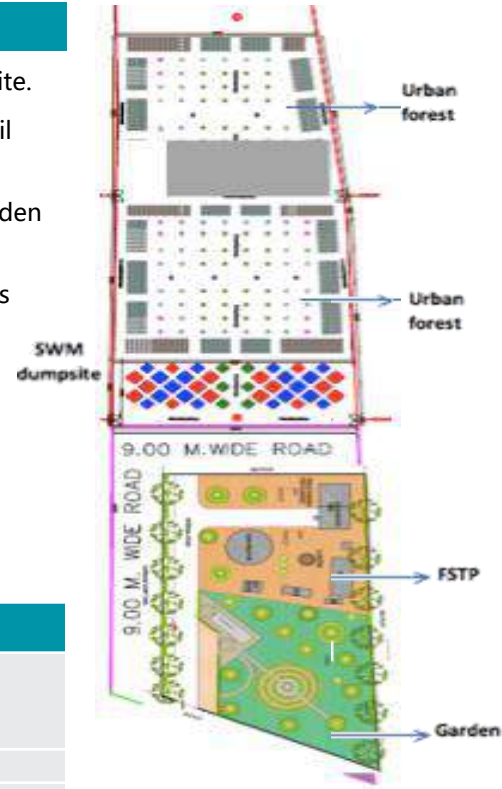 ite.
il
den
s
Urban
forest
Urban
forest
SWM
dumpsite
9.00 M.WIDE ROAD
9.00 M. WIDE ROAD
FSTP
Garden